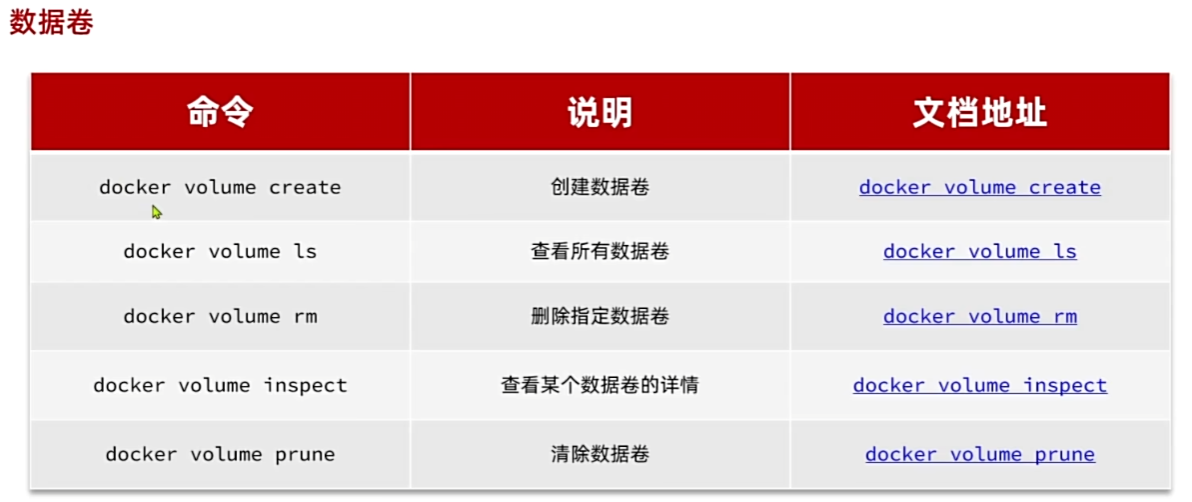 数据卷
命令 说明 文档地址
docker volume create 创建数据卷 docker volume create
docker volume ls 查看所有数据卷 docker volume ls
docker volume rm 删除指定数据卷 docker volume rm
docker volume inspect 查看某个数据卷的详情 docker volume inspect
docker volume prune 清除数据卷 docker volume prune